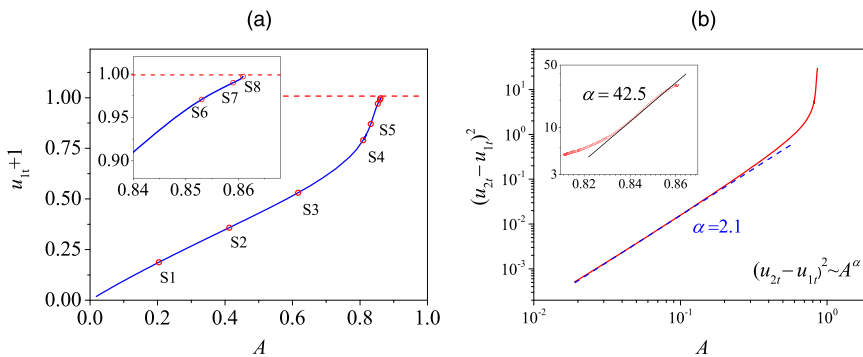 (a)
(b)
1.00
0.75
0.50
0.25
0.00
0.0
0.2
0.4
0.6
0.8
1.0
u1t+1
A
1.00
0.95
0.90
0.84
0.85
0.86
S6
S7
S8
S1
S2
S3
S4
S5
10²
10¹
10⁰
10⁻¹
10⁻²
10⁻³
10⁻²
10⁻¹
10⁰
(u2t−u1t)²
A
50
10
3
0.82
0.84
0.86
α = 42.5
α=2.1
(u2t−u1t)²~A^α